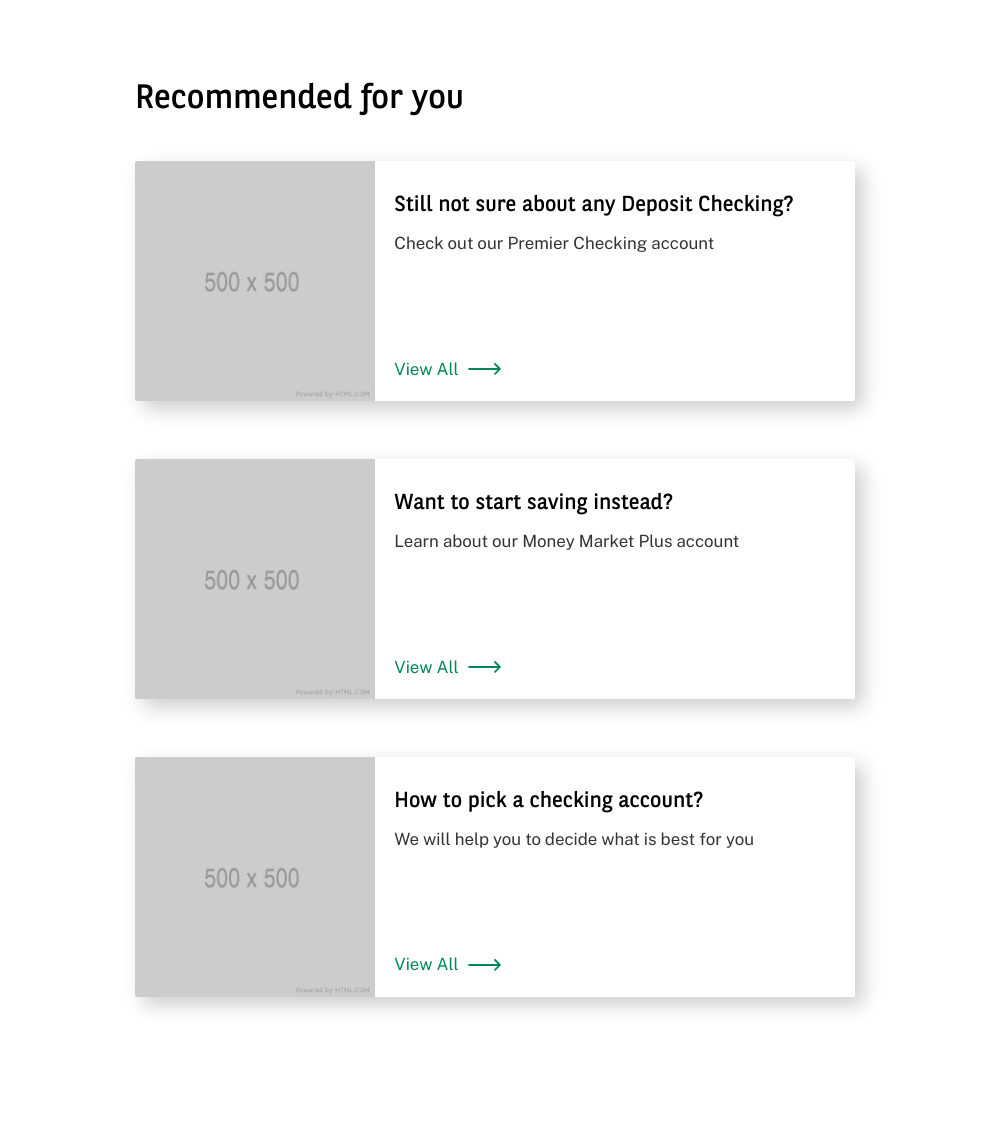 Recommended for you
500 x 500
Powered by HTML.COM
Still not sure about any Deposit Checking?
Check out our Premier Checking account
View All
500 x 500
Powered by HTML.COM
Want to start saving instead?
Learn about our Money Market Plus account
View All
500 x 500
Powered by HTML.COM
How to pick a checking account?
We will help you to decide what is best for you
View All